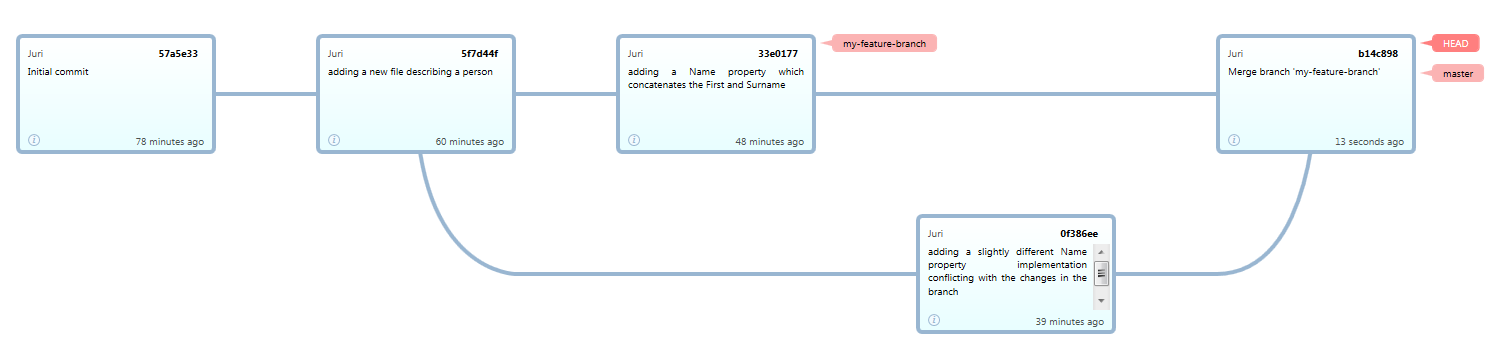 Juri 57a5e33
Initial commit
78 minutes ago
Juri 5f7d44f
adding a new file describing a person
60 minutes ago
Juri 33e0177
adding a Name property which
concatenates the First and Surname
48 minutes ago
my-feature-branch
Juri b14c898
Merge branch 'my-feature-branch'
13 seconds ago
HEAD
master
Juri 0f386ee
adding a slightly different Name
property implementation
conflicting with the changes in the
branch
39 minutes ago